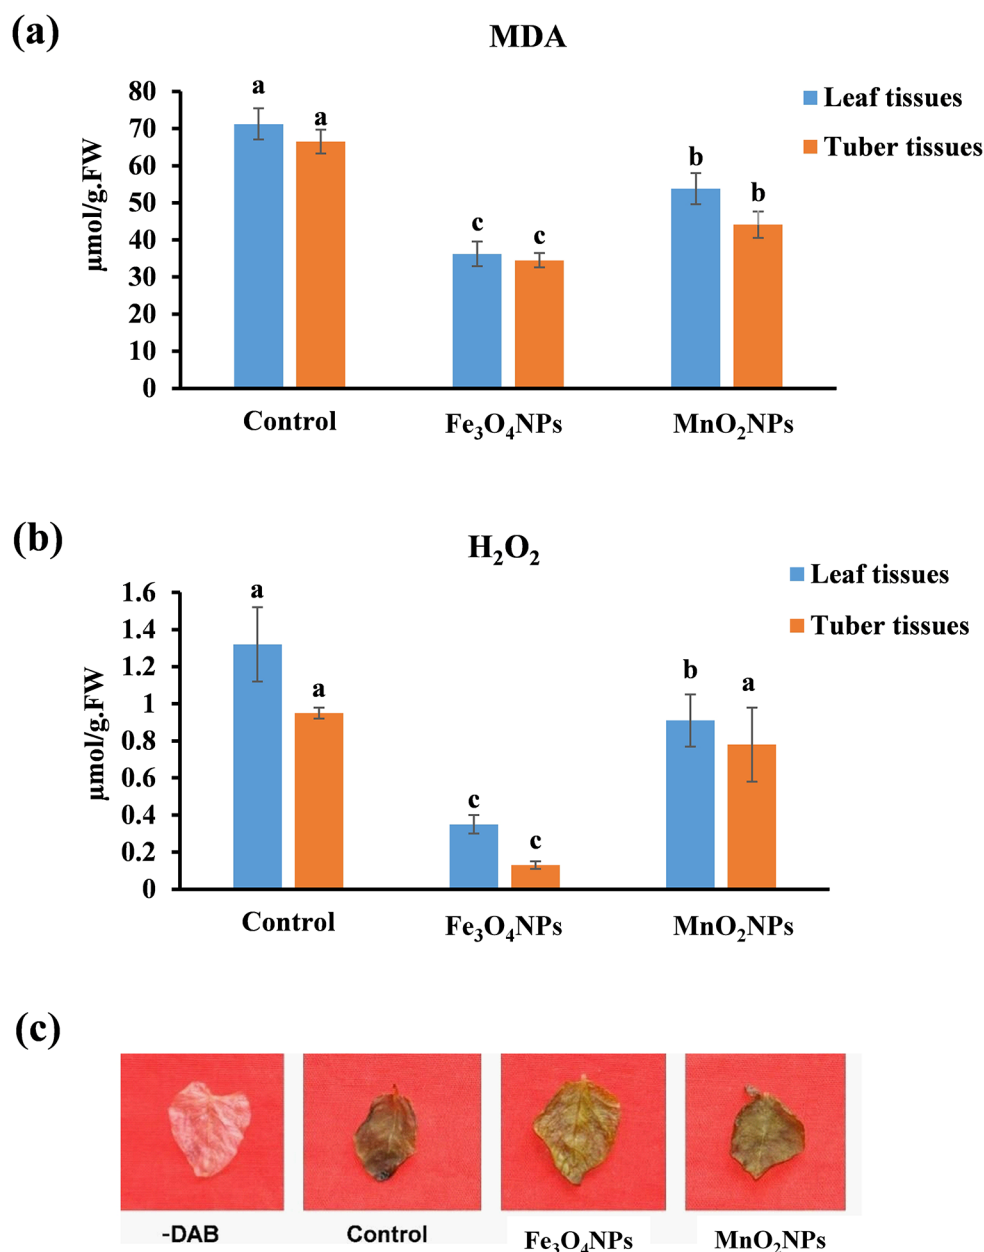 (a)
MDA
Leaf tissues
Tuber tissues
µmol/g.FW
80
70
60
50
40
30
20
10
0
a
a
c
c
b
b
Control
Fe₃O₄NPs
MnO₂NPs
(b)
H₂O₂
Leaf tissues
Tuber tissues
µmol/g.FW
1.6
1.4
1.2
1
0.8
0.6
0.4
0.2
0
a
a
c
c
b
a
Control
Fe₃O₄NPs
MnO₂NPs
(c)
-DAB
Control
Fe₃O₄NPs
MnO₂NPs